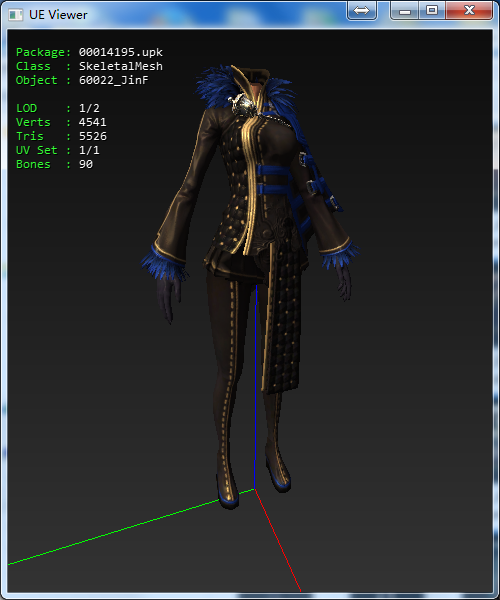 UE Viewer
Package: 00014195.upk
Class : SkeletalMesh
Object : 60022_JinF
LOD : 1/2
Verts : 4541
Tris : 5526
UV Set : 1/1
Bones : 90